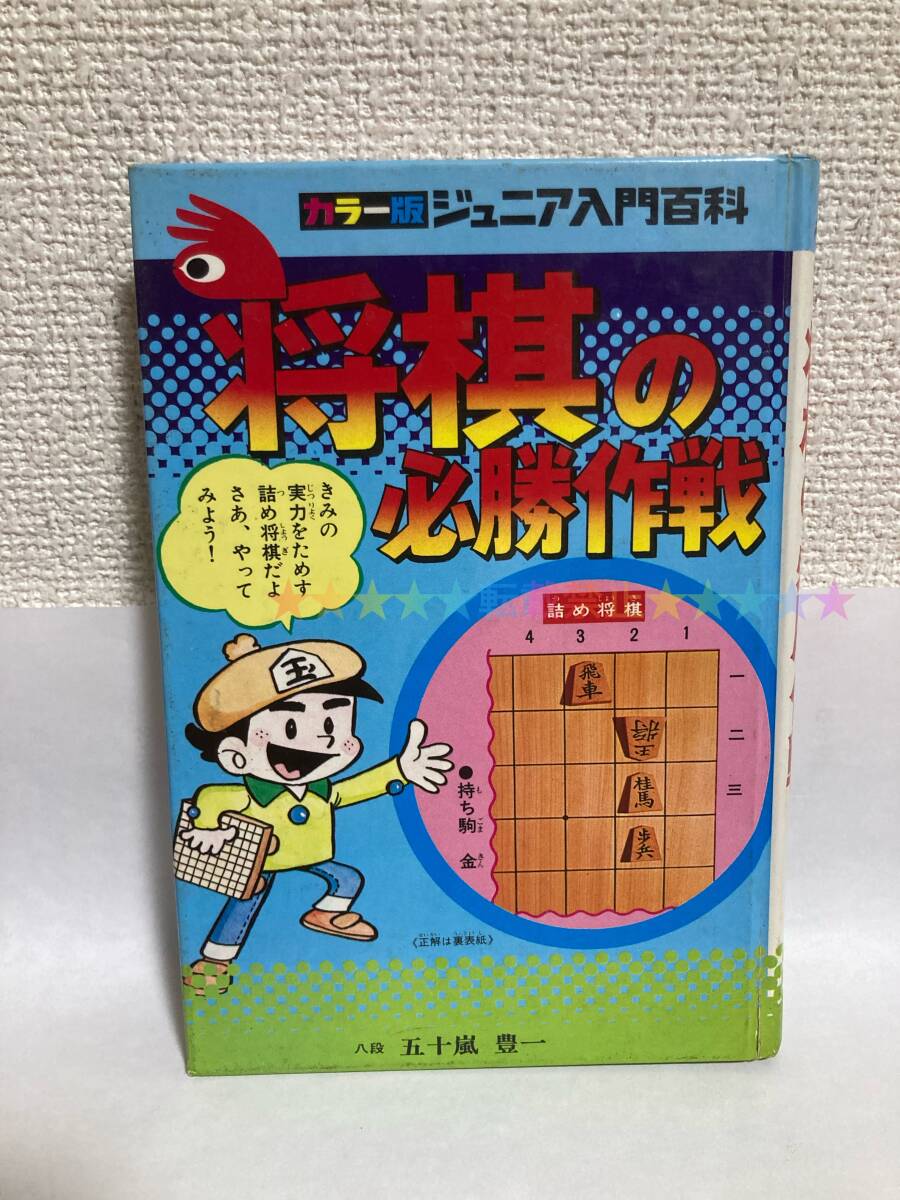 カラー版 ジュニア入門百科
将棋の
必勝作戦
きみの
実力をためす
詰め将棋だよ
さあ、やって
みよう！
玉
詰め将棋
4 3 2 1
一
二
三
飛車
王将
桂馬
歩兵
●持ち駒 金
《正解は裏表紙》
八段 五十嵐 豊一